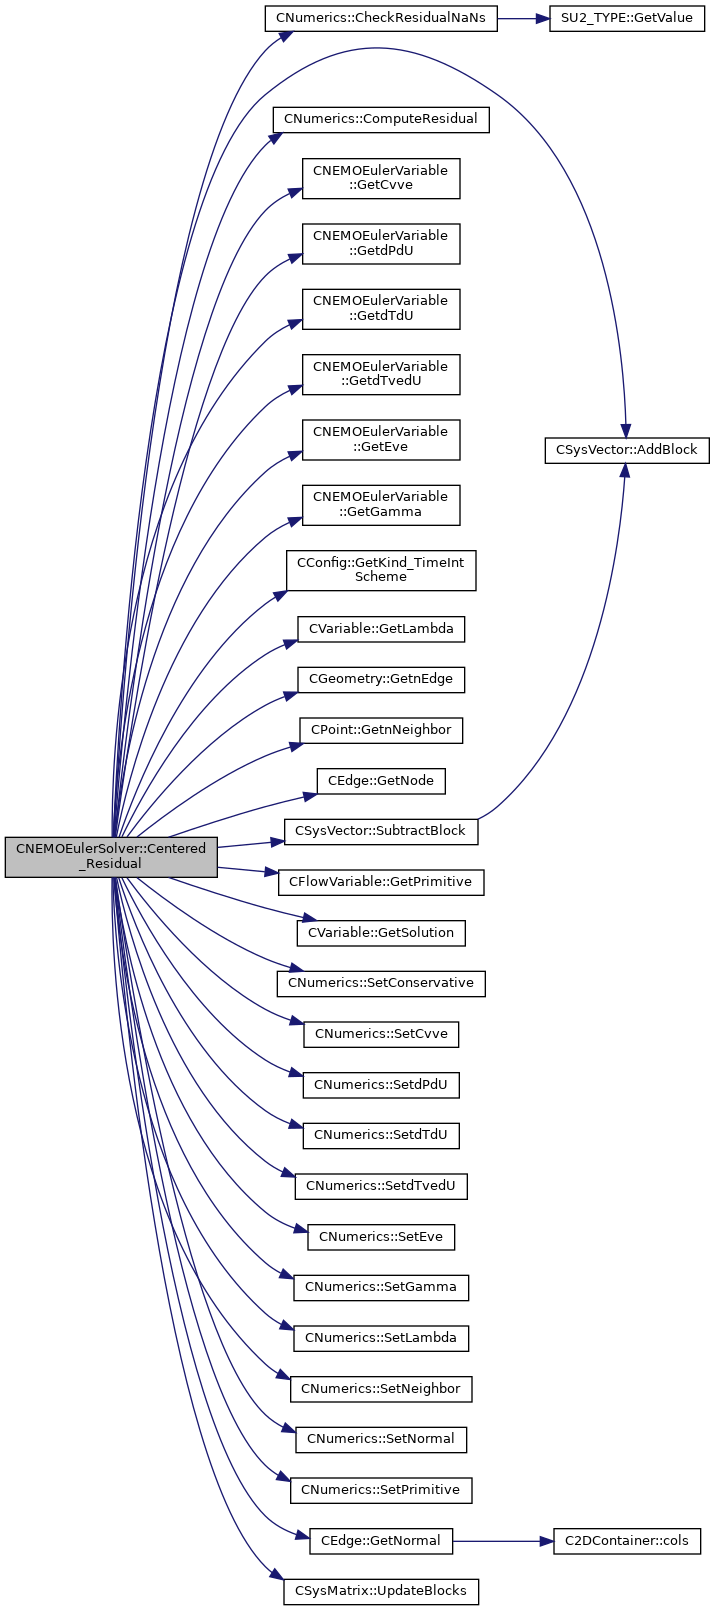 CNumerics::CheckResidualNaNs
SU2_TYPE::GetValue
CNumerics::ComputeResidual
CNEMOEulerVariable
::GetCvve
CNEMOEulerVariable
::GetdPdU
CNEMOEulerVariable
::GetdTdU
CNEMOEulerVariable
::GetdTvedU
CNEMOEulerVariable
::GetEve
CSysVector::AddBlock
CNEMOEulerVariable
::GetGamma
CConfig::GetKind_TimeInt
Scheme
CVariable::GetLambda
CGeometry::GetnEdge
CPoint::GetnNeighbor
CEdge::GetNode
CSysVector::SubtractBlock
CNEMOEulerSolver::Centered
_Residual
CFlowVariable::GetPrimitive
CVariable::GetSolution
CNumerics::SetConservative
CNumerics::SetCvve
CNumerics::SetdPdU
CNumerics::SetdTdU
CNumerics::SetdTvedU
CNumerics::SetEve
CNumerics::SetGamma
CNumerics::SetLambda
CNumerics::SetNeighbor
CNumerics::SetNormal
CNumerics::SetPrimitive
CEdge::GetNormal
C2DContainer::cols
CSysMatrix::UpdateBlocks